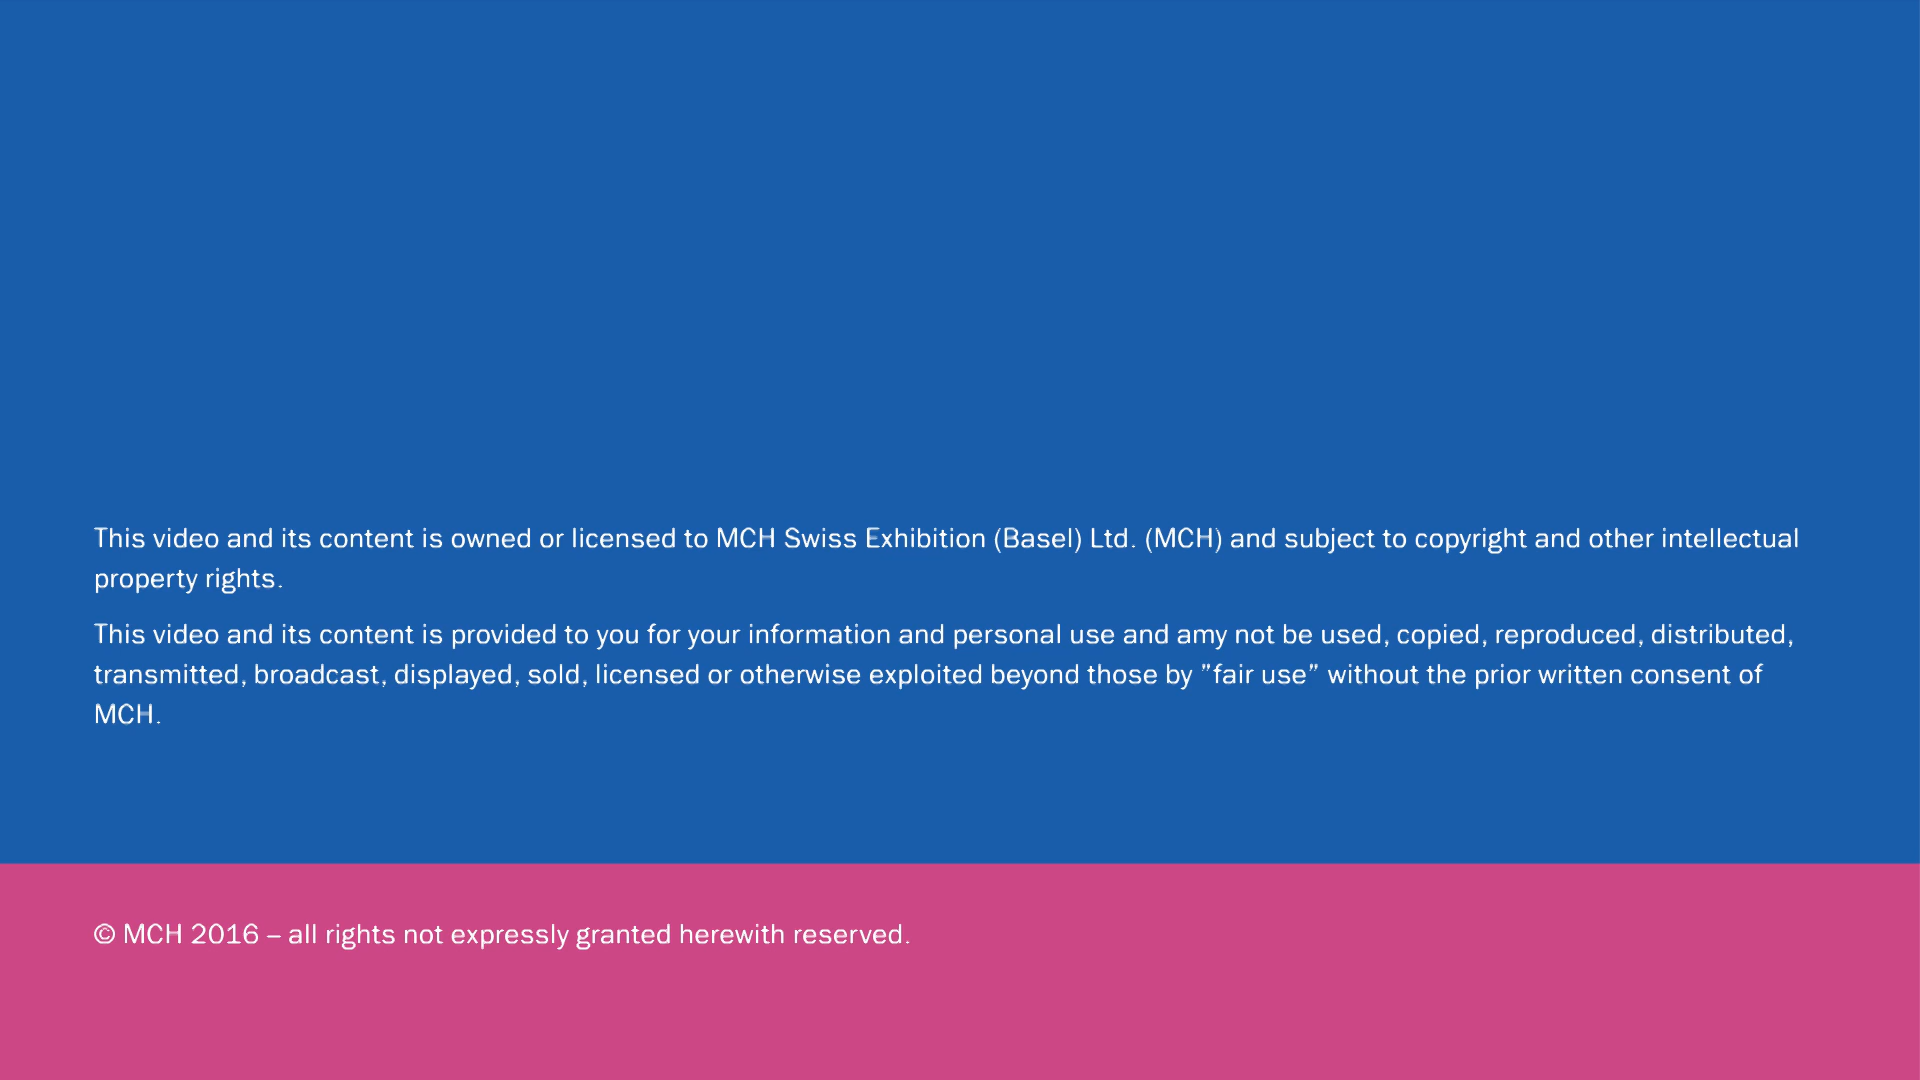 This video and its content is owned or licensed to MCH Swiss Exhibition (Basel) Ltd. (MCH) and subject to copyright and other intellectual
property rights.
This video and its content is provided to you for your information and personal use and amy not be used, copied, reproduced, distributed,
transmitted, broadcast, displayed, sold, licensed or otherwise exploited beyond those by ”fair use” without the prior written consent of
MCH.
© MCH 2016 – all rights not expressly granted herewith reserved.